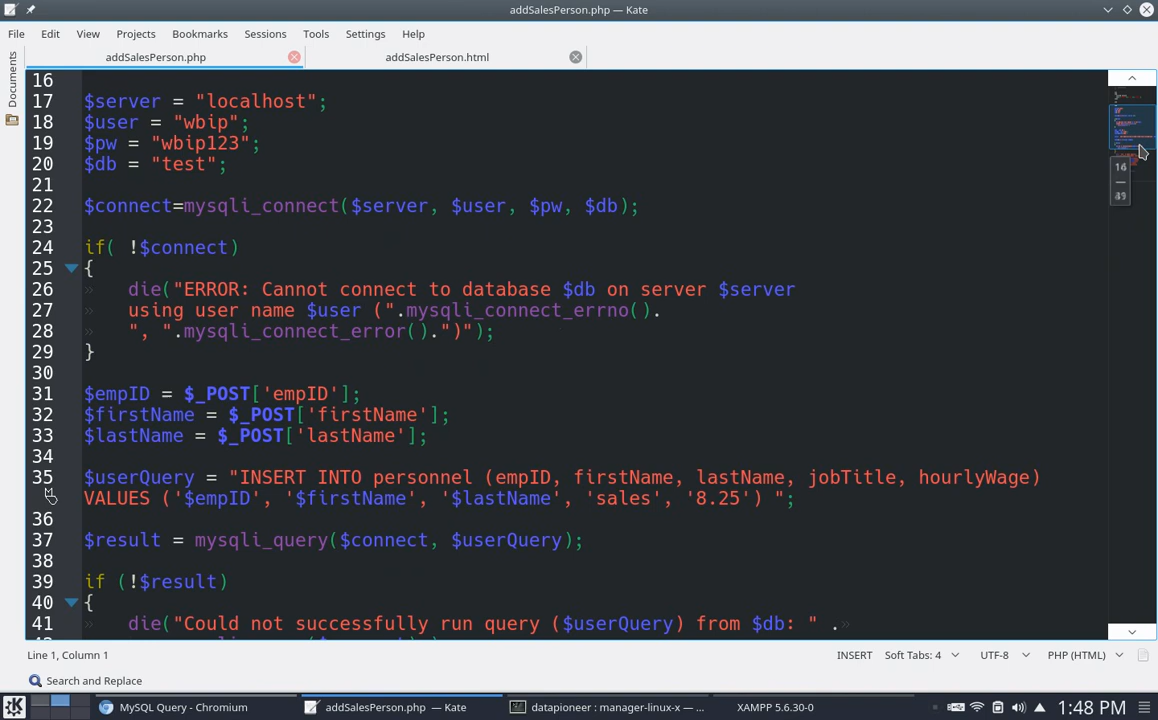 addSalesPerson.php — Kate
File Edit View Projects Bookmarks Sessions Tools Settings Help
Documents
addSalesPerson.php addSalesPerson.html
16
17 $server = "localhost";
18 $user = "wbip";
19 $pw = "wbip123";
20 $db = "test";
21
22 $connect=mysqli_connect($server, $user, $pw, $db);
23
24 if( !$connect)
25 {
26 die("ERROR: Cannot connect to database $db on server $server
27 using user name $user (".mysqli_connect_errno().
28 ", ".mysqli_connect_error().")");
29 }
30
31 $empID = $_POST['empID'];
32 $firstName = $_POST['firstName'];
33 $lastName = $_POST['lastName'];
34
35 $userQuery = "INSERT INTO personnel (empID, firstName, lastName, jobTitle, hourlyWage)
VALUES ('$empID', '$firstName', '$lastName', 'sales', '8.25') ";
36
37 $result = mysqli_query($connect, $userQuery);
38
39 if (!$result)
40 {
41 die("Could not successfully run query ($userQuery) from $db: " .
16
—
49
Line 1, Column 1 INSERT Soft Tabs: 4 UTF-8 PHP (HTML)
Search and Replace
MySQL Query - Chromium addSalesPerson.php — Kate datapioneer : manager-linux-x — ... XAMPP 5.6.30-0 1:48 PM